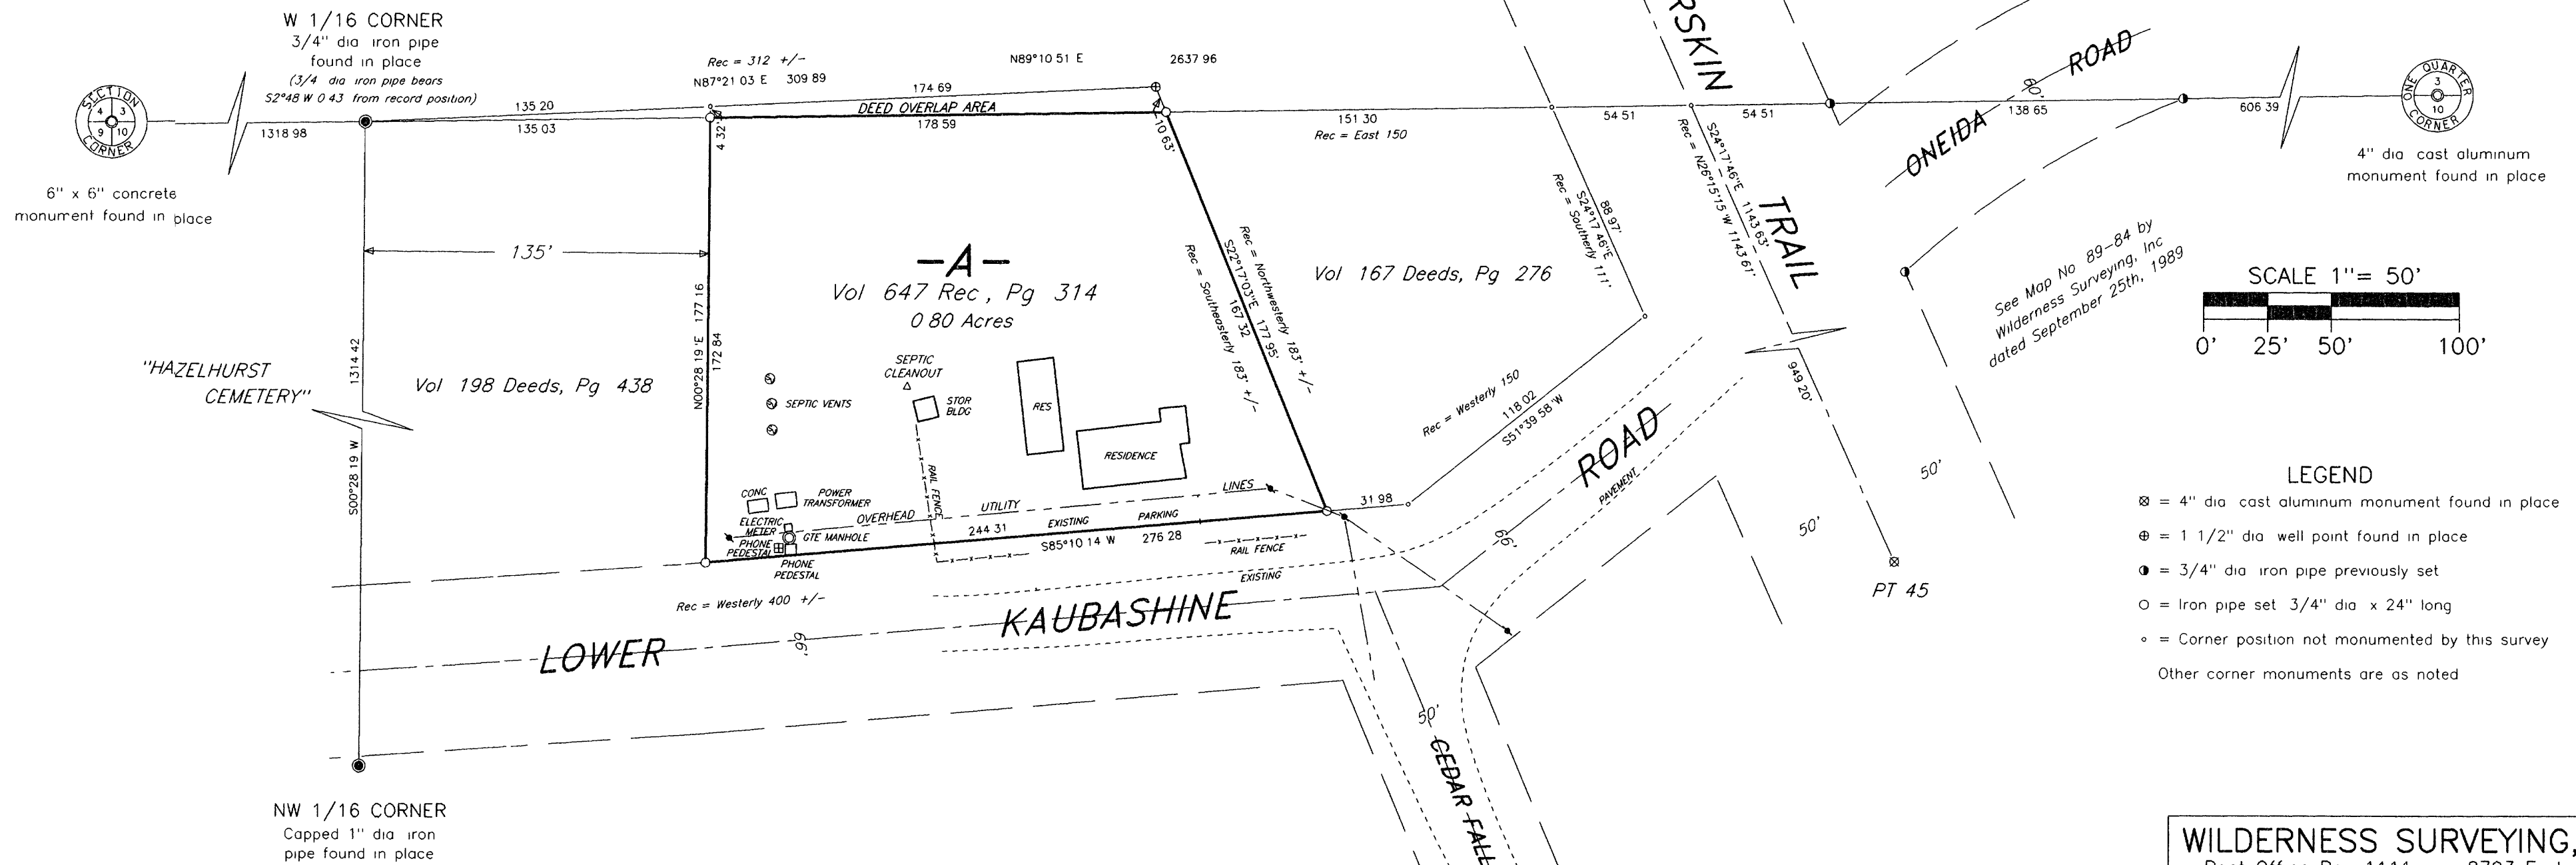 W 1/16 CORNER
3/4" dia iron pipe
found in place
(3/4 dia iron pipe bears
S2°48 W 0 43 from record position)
SECTION
4 3
9 10
CORNER
6" x 6" concrete
monument found in place
1318 98
135 20
135 03
Rec = 312 +/-
N87°21 03 E 309 89
174 69
DEED OVERLAP AREA
178 59
N89°10 51 E
2637 96
4 32'
10 63'
151 30
Rec = East 150
54 51
54 51
138 65
606 39
ONE QUARTER
3
10
CORNER
4" dia cast aluminum
monument found in place
RSKIN
TRAIL
ONEIDA
ROAD
60'
S24°17'46"E 1143 63'
Rec = N26°15'15 W 1143 61'
88 97'
S24°17 46"E
Rec = Southerly 111'
135'
-A-
Vol 647 Rec , Pg 314
0 80 Acres
Vol 167 Deeds, Pg 276
Rec = Northwesterly 183' +/-
S22°17'03"E 177 95'
167 32
Rec = Southeasterly 183' +/-
See Map No 89-84 by
Wilderness Surveying, Inc
dated September 25th, 1989
SCALE 1"= 50'
0' 25' 50' 100'
"HAZELHURST
CEMETERY"
1314 42
S00°28 19 W
Vol 198 Deeds, Pg 438
N00°28 19 'E 177 16
172 84
SEPTIC
CLEANOUT
SEPTIC VENTS
STOR
BLDG
RES
RESIDENCE
RAIL FENCE
CONC
POWER
TRANSFORMER
ELECTRIC
METER
PHONE
PEDESTAL
GTE MANHOLE
PHONE
PEDESTAL
OVERHEAD UTILITY LINES
244 31
EXISTING PARKING
S85°10 14 W 276 28
RAIL FENCE
31 98
Rec = Westerly 150
118 02
S51°39 58 'W
949 20'
ROAD
PAVEMENT
66'
EXISTING
50'
50'
PT 45
Rec = Westerly 400 +/-
LOWER
66'
KAUBASHINE
50'
CEDAR FALL
LEGEND
⊗ = 4" dia cast aluminum monument found in place
⊕ = 1 1/2" dia well point found in place
◑ = 3/4" dia iron pipe previously set
○ = Iron pipe set 3/4" dia x 24" long
∘ = Corner position not monumented by this survey
Other corner monuments are as noted
NW 1/16 CORNER
Capped 1" dia iron
pipe found in place
WILDERNESS SURVEYING,